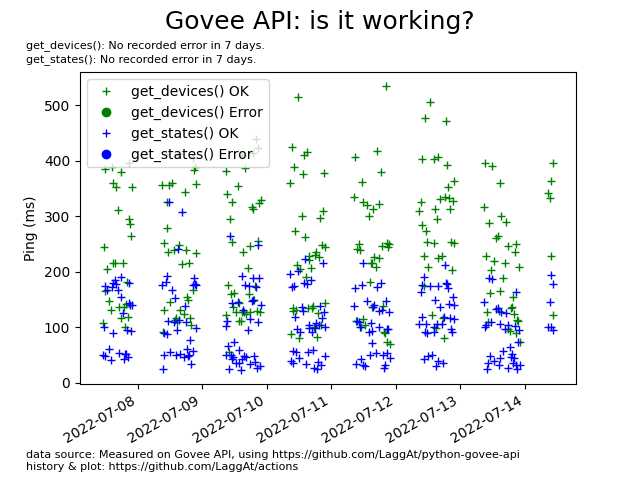 Govee API: is it working?
get_devices(): No recorded error in 7 days.
get_states(): No recorded error in 7 days.
get_devices() OK
get_devices() Error
get_states() OK
get_states() Error
Ping (ms)
500
400
300
200
100
0
2022-07-08
2022-07-09
2022-07-10
2022-07-11
2022-07-12
2022-07-13
2022-07-14
data source: Measured on Govee API, using https://github.com/LaggAt/python-govee-api
history & plot: https://github.com/LaggAt/actions